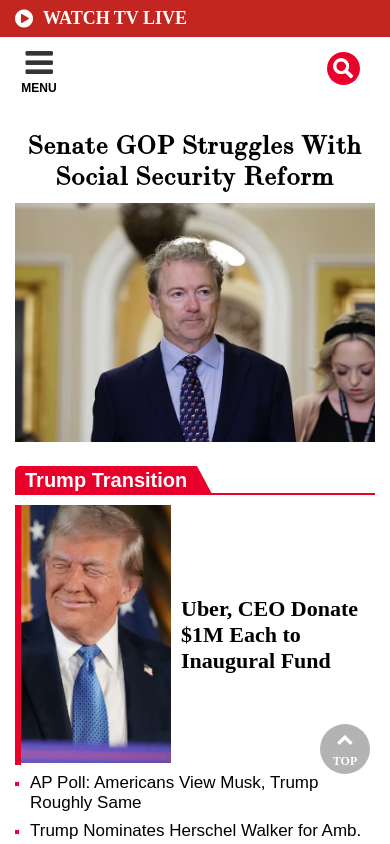 WATCH TV LIVE
MENU
Senate GOP Struggles With
Social Security Reform
Trump Transition
Uber, CEO Donate
$1M Each to
Inaugural Fund
TOP
AP Poll: Americans View Musk, Trump
Roughly Same
Trump Nominates Herschel Walker for Amb.